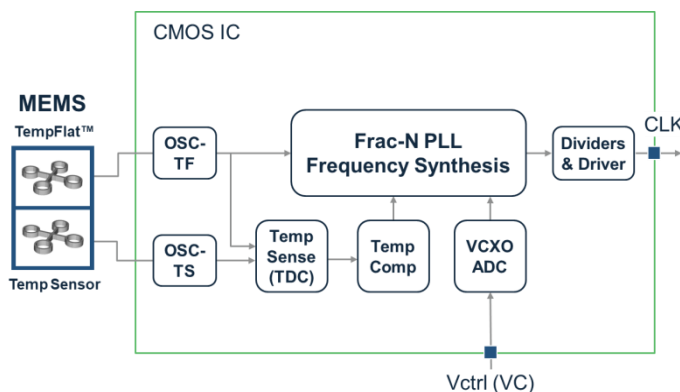 CMOS IC
MEMS
TempFlat™
OSC-
TF
Frac-N PLL
Frequency Synthesis
Dividers
& Driver
CLK
OSC-
TS
Temp
Sense
(TDC)
Temp
Comp
VCXO
ADC
Temp Sensor
Vctrl (VC)